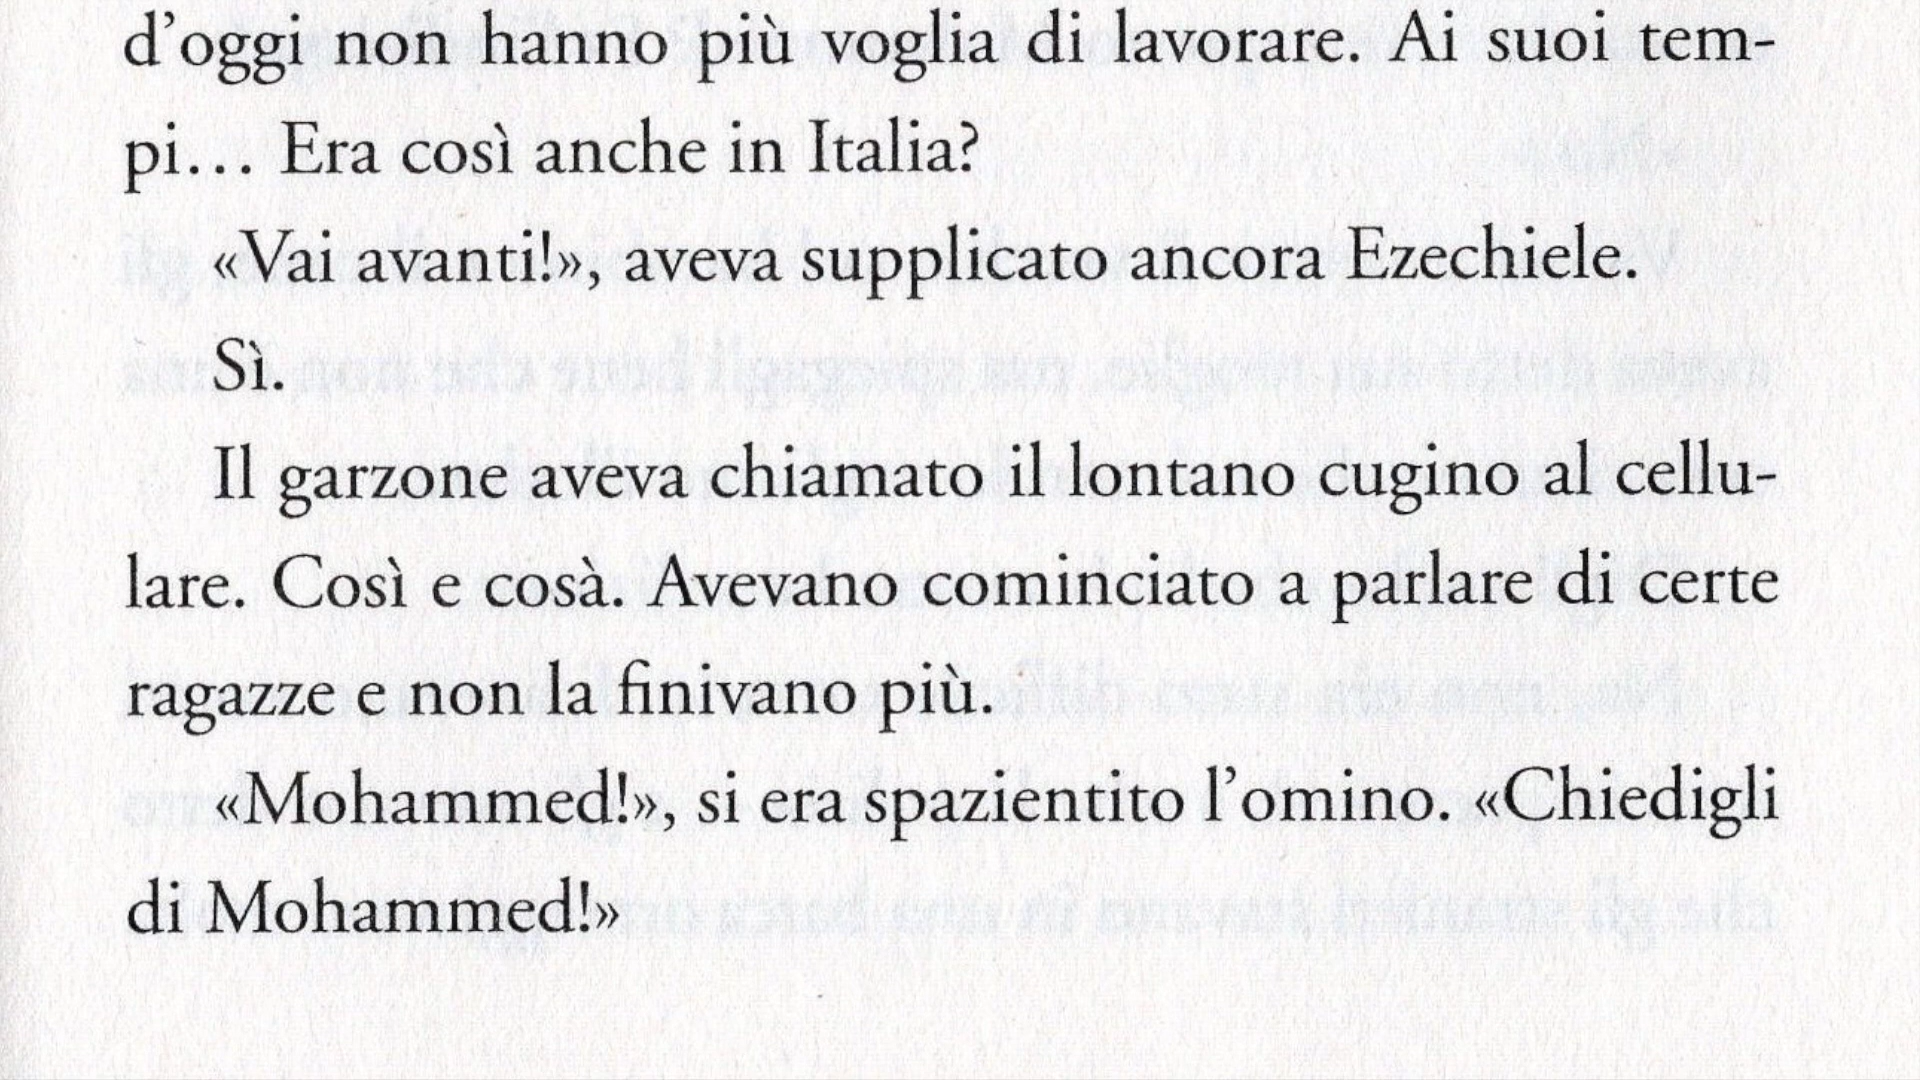 d’oggi non hanno più voglia di lavorare. Ai suoi tem-
pi… Era così anche in Italia?
«Vai avanti!», aveva supplicato ancora Ezechiele.
Sì.
Il garzone aveva chiamato il lontano cugino al cellu-
lare. Così e cosà. Avevano cominciato a parlare di certe
ragazze e non la finivano più.
«Mohammed!», si era spazientito l’omino. «Chiedigli
di Mohammed!»